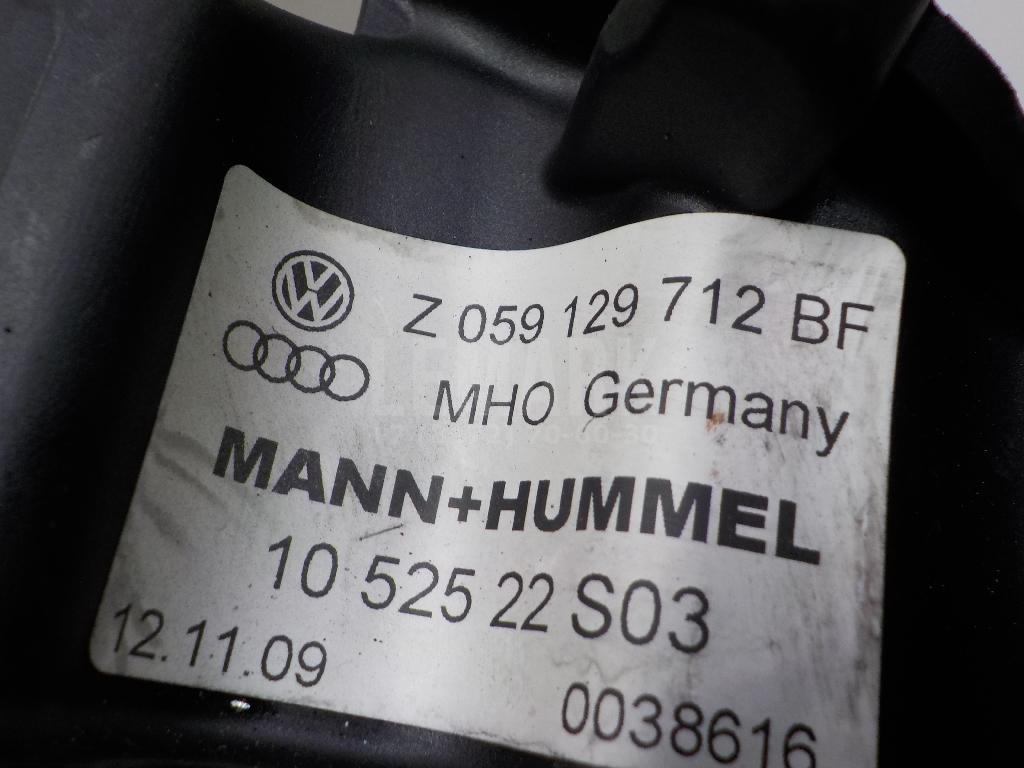 Z 059 129 712 BF
MHO Germany
MANN+HUMMEL
10 525 22 S03
12.11.09
0038616